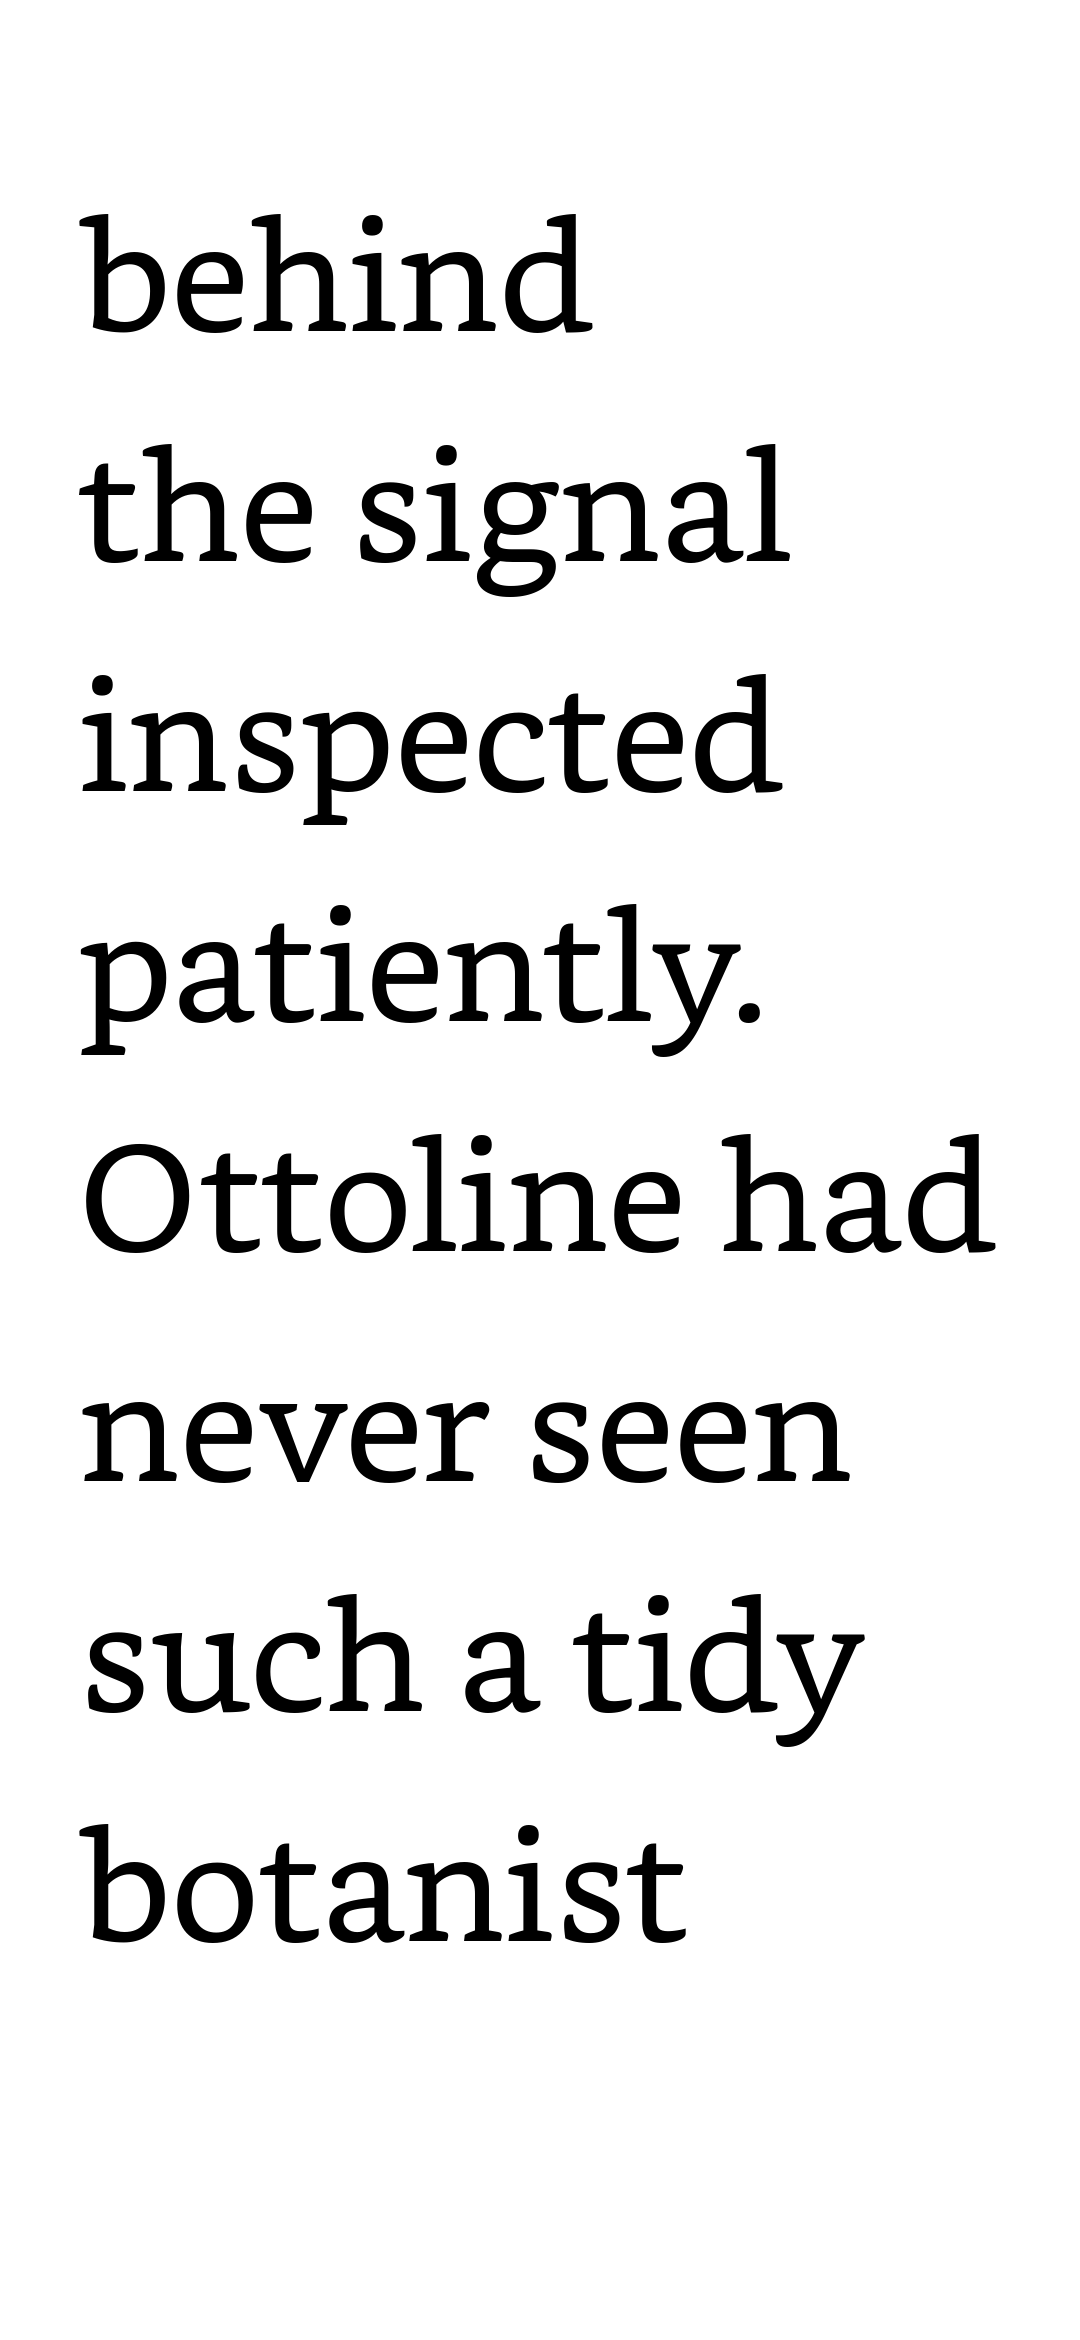 behind
the signal
inspected
patiently.
Ottoline had
never seen
such a tidy
botanist